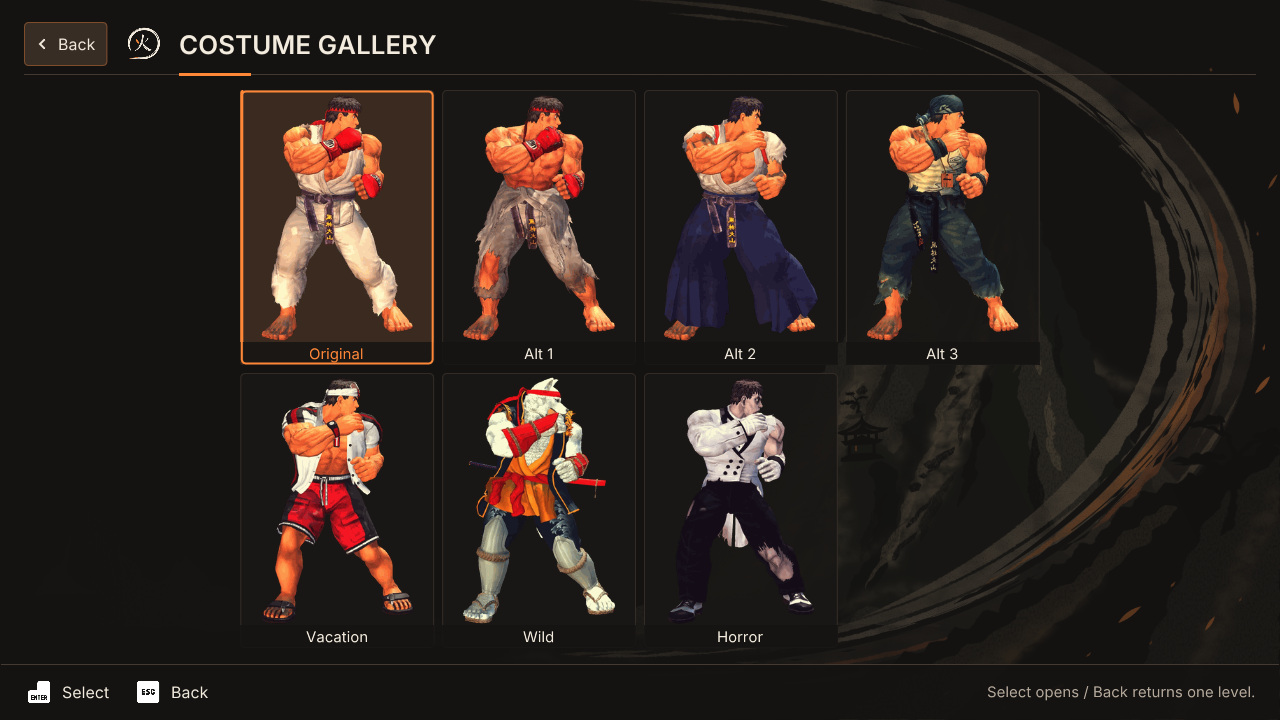 Back
火
COSTUME GALLERY
Original
Alt 1
Alt 2
Alt 3
Vacation
Wild
Horror
ENTER
Select
ESC
Back
Select opens / Back returns one level.